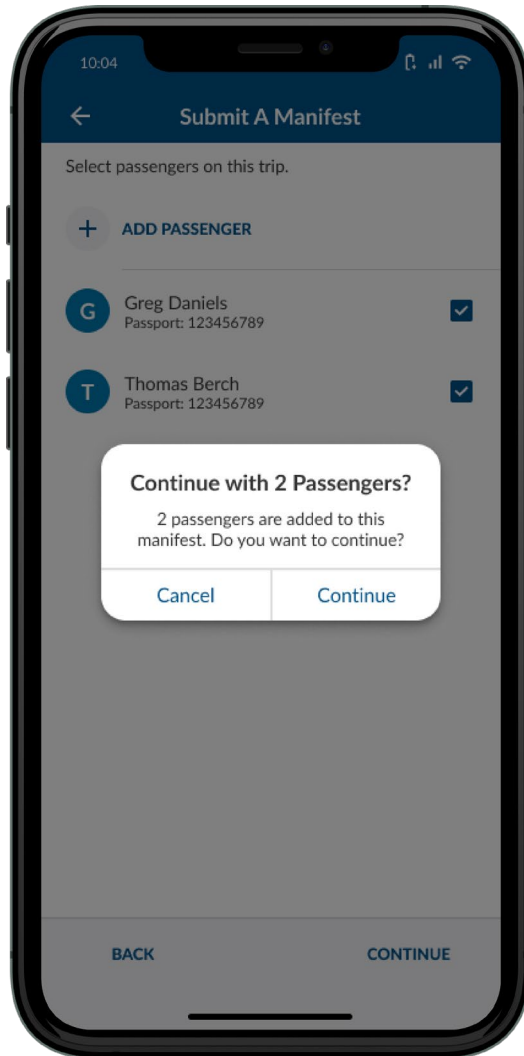 10:04
Submit A Manifest
Select passengers on this trip.
+ ADD PASSENGER
G
Greg Daniels
Passport: 123456789
T
Thomas Berch
Passport: 123456789
Continue with 2 Passengers?
2 passengers are added to this
manifest. Do you want to continue?
Cancel Continue
BACK CONTINUE